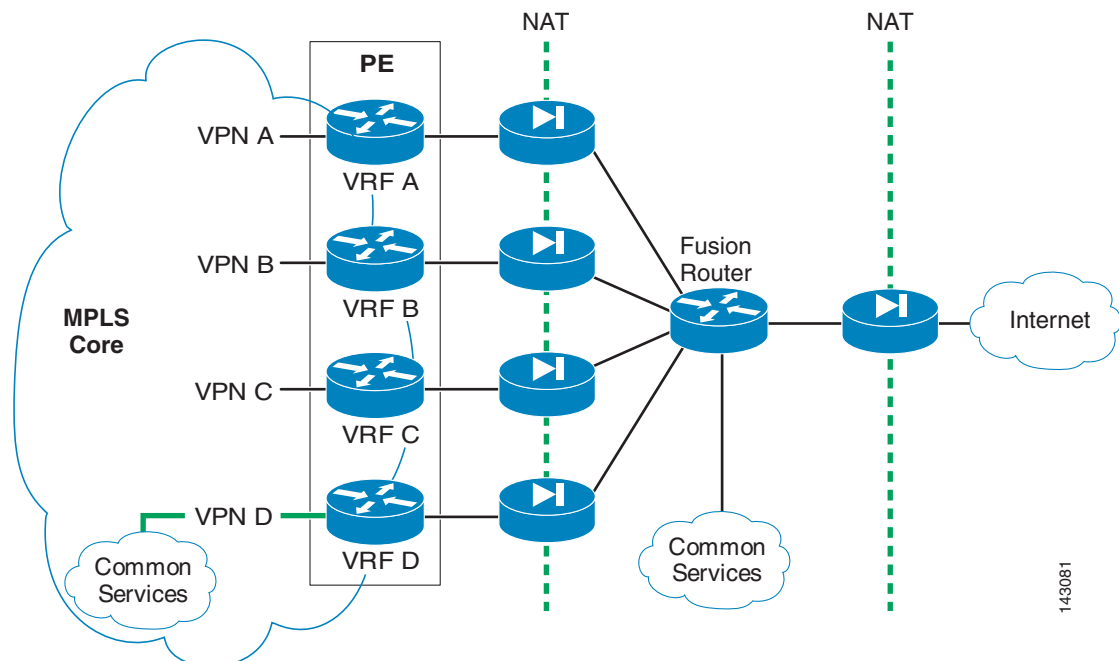 NAT
NAT
PE
VPN A
VRF A
VPN B
VRF B
Fusion
Router
Internet
MPLS
Core
VPN C
VRF C
VPN D
VRF D
Common
Services
Common
Services
143081